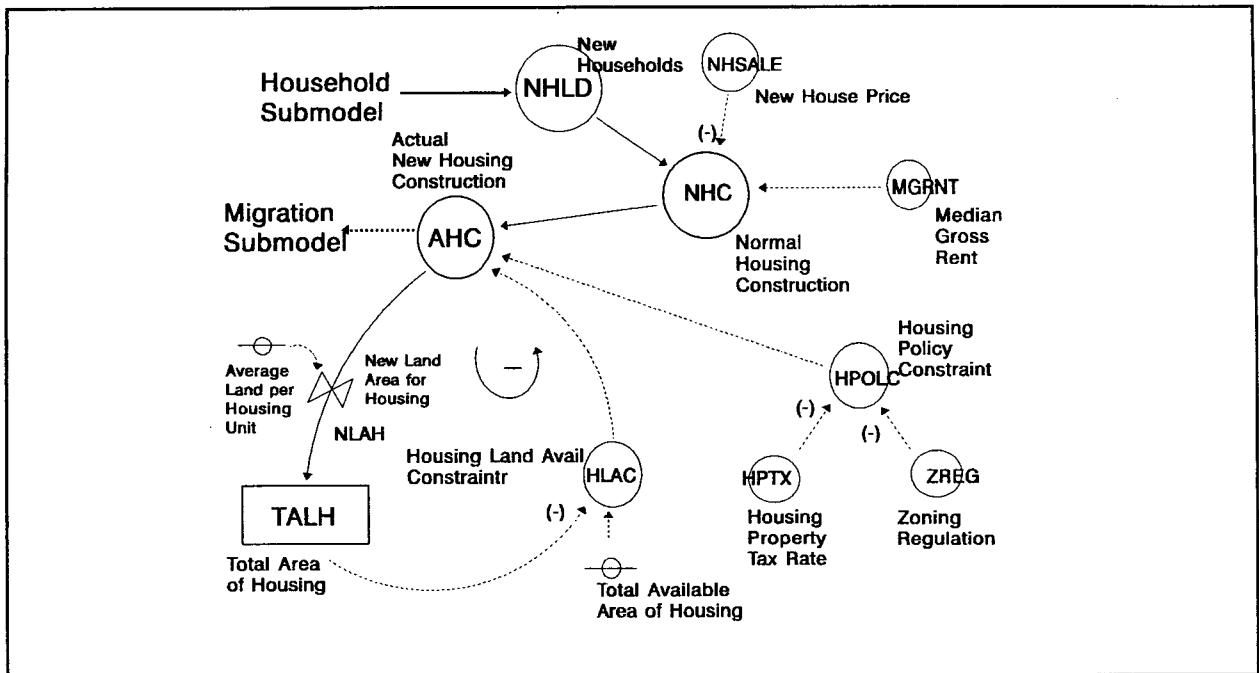 New
Households
NHLD
NHSALE
New House Price
Household
Submodel
(-)
Actual
New Housing
Construction
NHC
MGRNT
Median
Gross
Rent
Migration
Submodel
AHC
Normal
Housing
Construction
Housing
Policy
Constraint
HPOLC
Average
Land per
Housing
Unit
New Land
Area for
Housing
NLAH
–
(-)
(-)
Housing Land Avail
Constraintr
HLAC
HPTX
ZREG
(-)
TALH
Housing
Property
Tax Rate
Zoning
Regulation
Total Area
of Housing
Total Available
Area of Housing